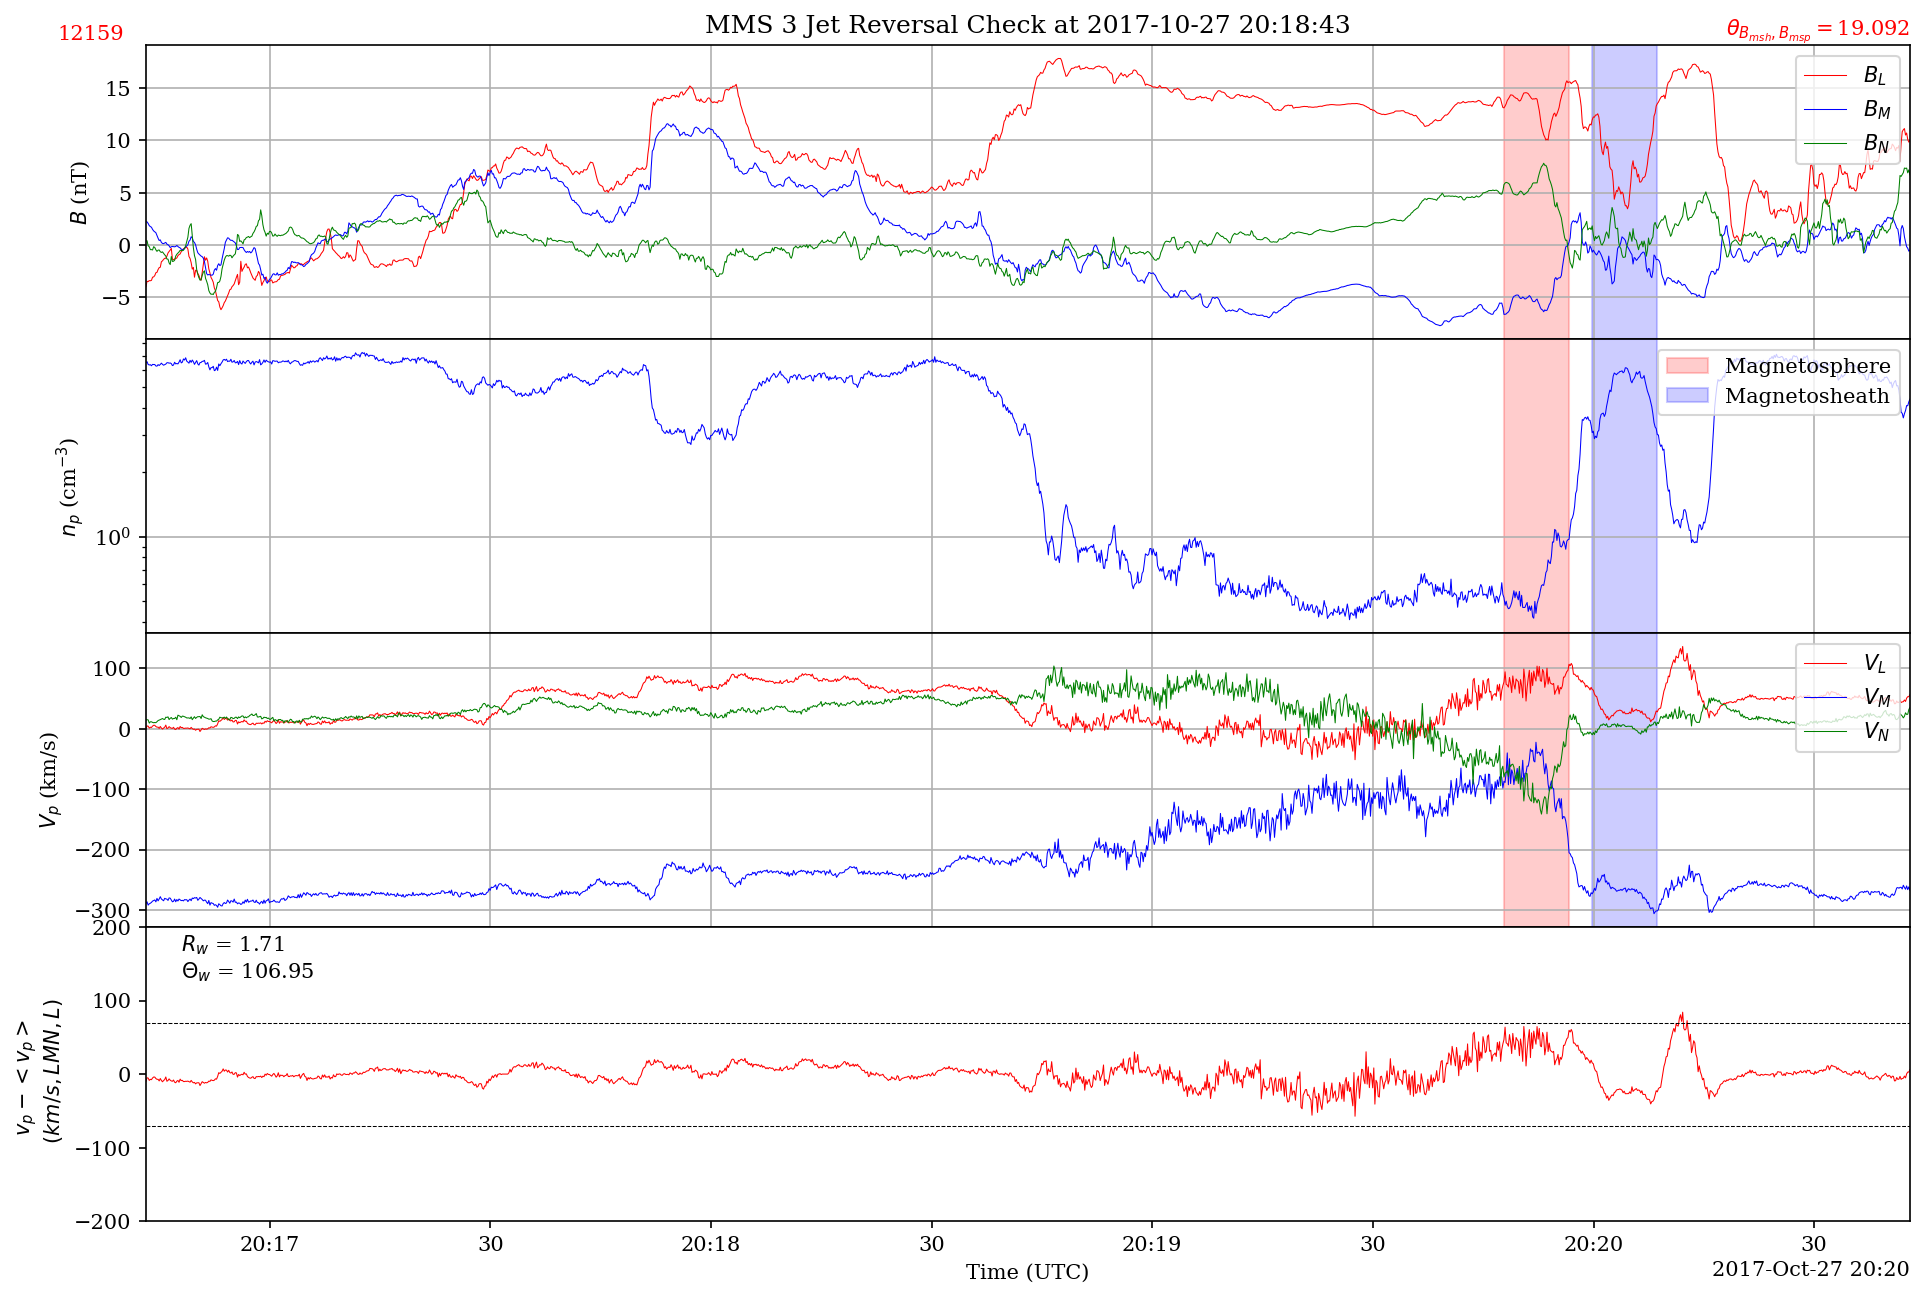 12159
MMS 3 Jet Reversal Check at 2017-10-27 20:18:43
θ_{B_{msh}, B_{msp}} = 19.092
B (nT)
15
10
5
0
−5
B_L
B_M
B_N
n_p (cm^{−3})
10^0
Magnetosphere
Magnetosheath
V_p (km/s)
100
0
−100
−200
−300
V_L
V_M
V_N
v_p − < v_p >
(km/s, LMN, L)
200
100
0
−100
−200
R_w = 1.71
Θ_w = 106.95
20:17 30 20:18 30 20:19 30 20:20 30
Time (UTC)
2017-Oct-27 20:20